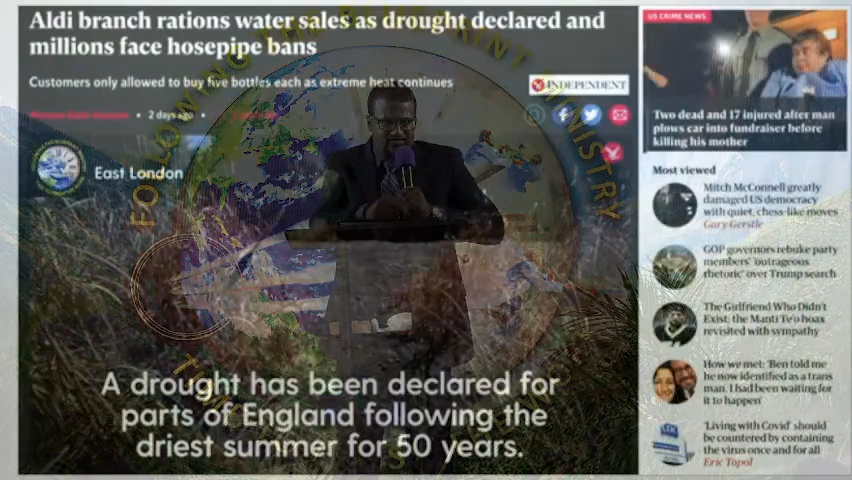 Aldi branch rations water sales as drought declared and
millions face hosepipe bans
Customers only allowed to buy five bottles each as extreme heat continues
INDEPENDENT
• 2 days ago •
East London
FOLLOWING THE BLUEPRINT MINISTRY
A drought has been declared for
parts of England following the
driest summer for 50 years.
US CRIME NEWS
Two dead and 17 injured after man
plows car into fundraiser before
killing his mother
Most viewed
Mitch McConnell greatly
damaged US democracy
with quiet, chess-like moves
Gary Gerstle
GOP governors rebuke party
members' 'outrageous
rhetoric' over Trump search
The Girlfriend Who Didn't
Exist: the Manti Te'o hoax
revisited with sympathy
How we met: 'Ben told me
he now identified as a trans
man. I had been waiting for
it to happen'
'Living with Covid' should
be countered by containing
the virus once and for all
Eric Topol